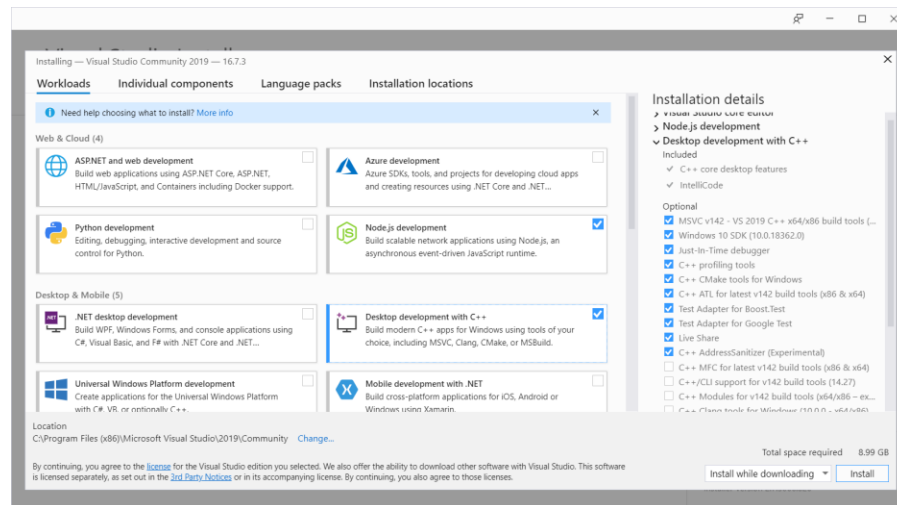 Installing — Visual Studio Community 2019 — 16.7.3
Workloads Individual components Language packs Installation locations
Need help choosing what to install? More info
Web & Cloud (4)
ASP.NET and web development
Build web applications using ASP.NET Core, ASP.NET,
HTML/JavaScript, and Containers including Docker support.
Azure development
Azure SDKs, tools, and projects for developing cloud apps
and creating resources using .NET Core and .NET...
Python development
Editing, debugging, interactive development and source
control for Python.
Node.js development
Build scalable network applications using Node.js, an
asynchronous event-driven JavaScript runtime.
Desktop & Mobile (5)
.NET desktop development
Build WPF, Windows Forms, and console applications using
C#, Visual Basic, and F# with .NET Core and .NET...
Desktop development with C++
Build modern C++ apps for Windows using tools of your
choice, including MSVC, Clang, CMake, or MSBuild.
Universal Windows Platform development
Create applications for the Universal Windows Platform
with C#, VB, or optionally C++.
Mobile development with .NET
Build cross-platform applications for iOS, Android or
Windows using Xamarin.
Installation details
Visual Studio core editor
Node.js development
Desktop development with C++
Included
C++ core desktop features
IntelliCode
Optional
MSVC v142 - VS 2019 C++ x64/x86 build tools (...
Windows 10 SDK (10.0.18362.0)
Just-In-Time debugger
C++ profiling tools
C++ CMake tools for Windows
C++ ATL for latest v142 build tools (x86 & x64)
Test Adapter for Boost.Test
Test Adapter for Google Test
Live Share
C++ AddressSanitizer (Experimental)
C++ MFC for latest v142 build tools (x86 & x64)
C++/CLI support for v142 build tools (14.27)
C++ Modules for v142 build tools (x64/x86 – ex...
C++ Clang tools for Windows (10.0.0 - x64/x86)
Location
C:\Program Files (x86)\Microsoft Visual Studio\2019\Community Change...
By continuing, you agree to the license for the Visual Studio edition you selected. We also offer the ability to download other software with Visual Studio. This software
is licensed separately, as set out in the 3rd Party Notices or in its accompanying license. By continuing, you also agree to those licenses.
Total space required 8.99 GB
Install while downloading Install